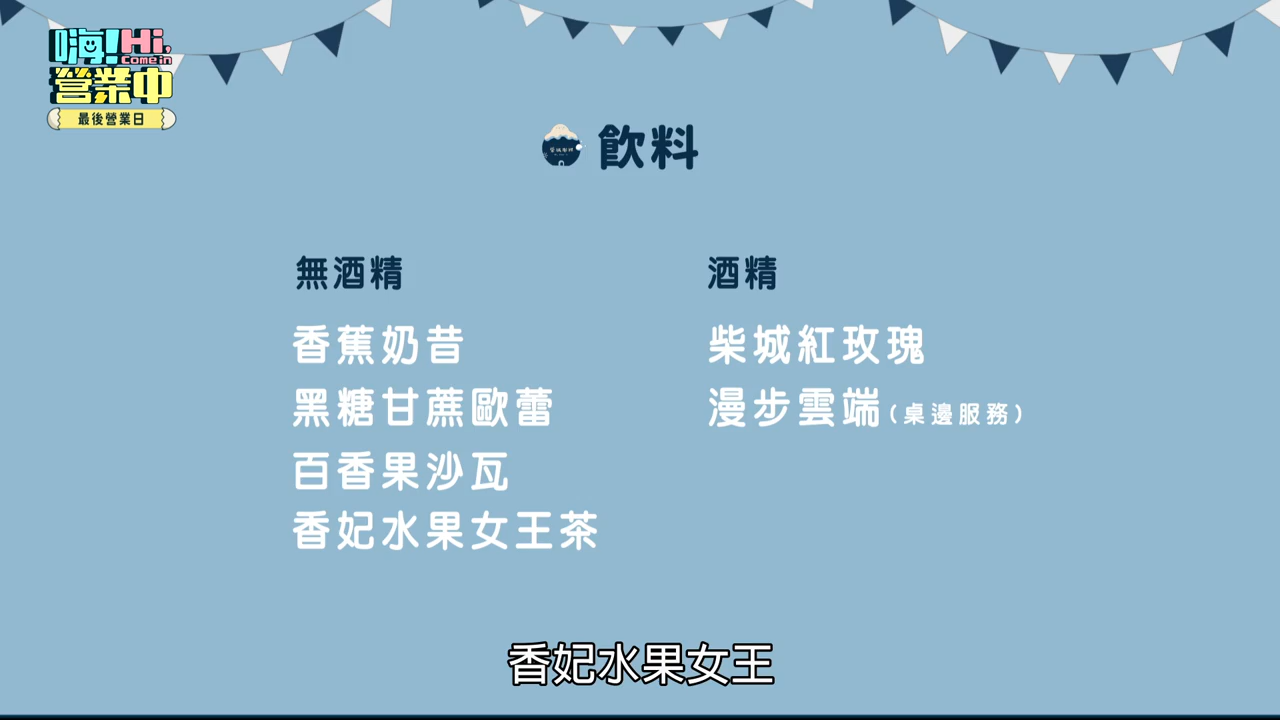 嗨!Hi,
Come in
營業中
最後營業日
飲料
無酒精
香蕉奶昔
黑糖甘蔗歐蕾
百香果沙瓦
香妃水果女王茶
酒精
柴城紅玫瑰
漫步雲端(桌邊服務)
香妃水果女王